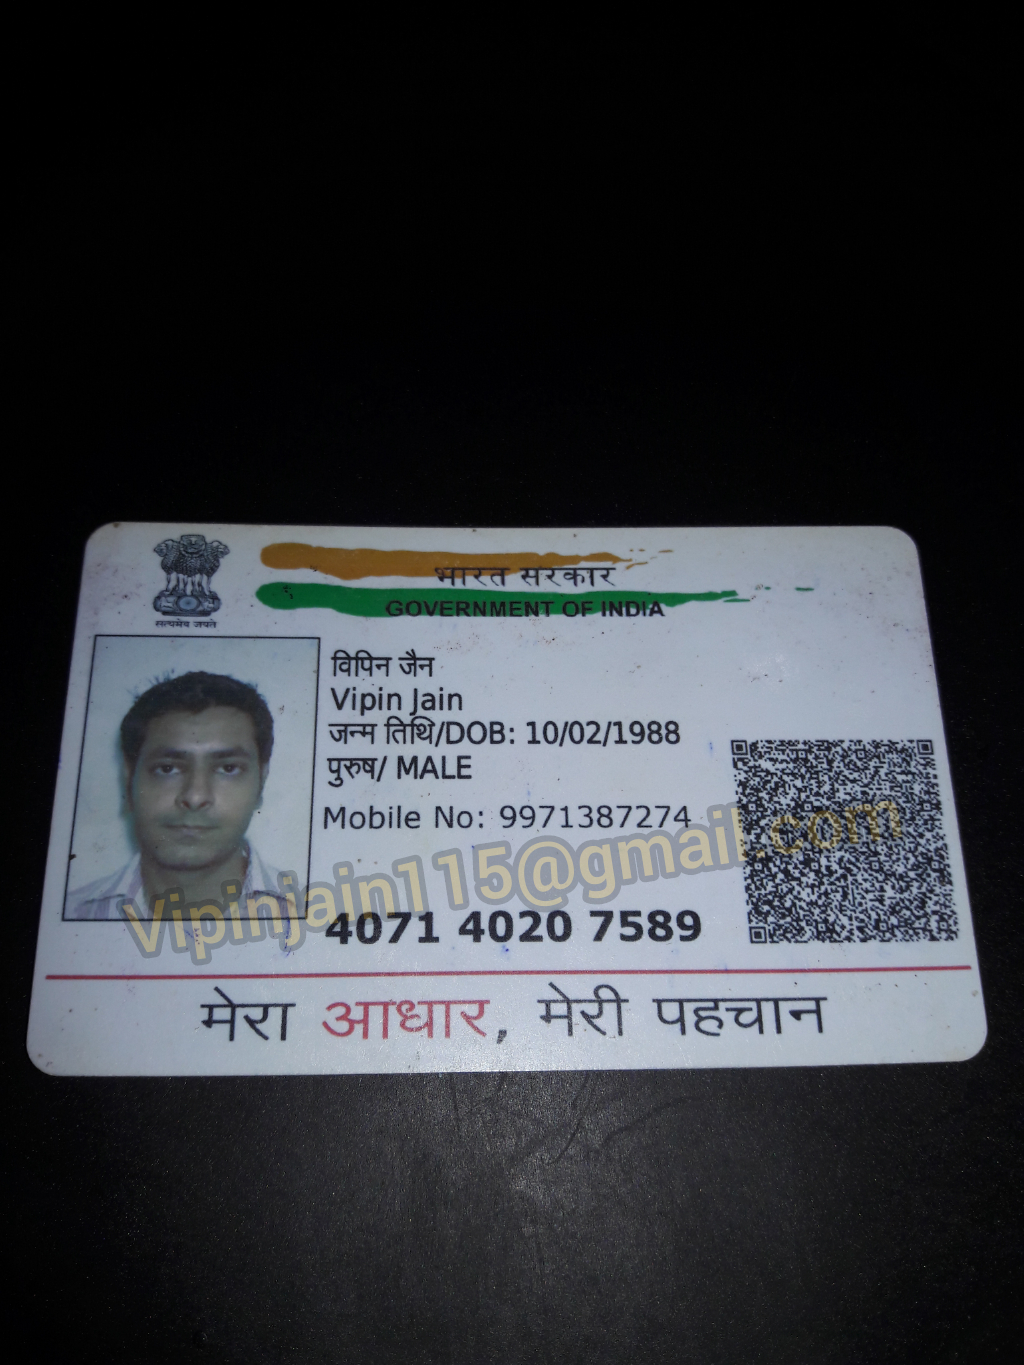 सत्यमेव जयते
भारत सरकार
GOVERNMENT OF INDIA
विपिन जैन
Vipin Jain
जन्म तिथि/DOB: 10/02/1988
पुरुष/ MALE
Mobile No: 9971387274
Vipinjain115@gmail.com
4071 4020 7589
मेरा आधार, मेरी पहचान